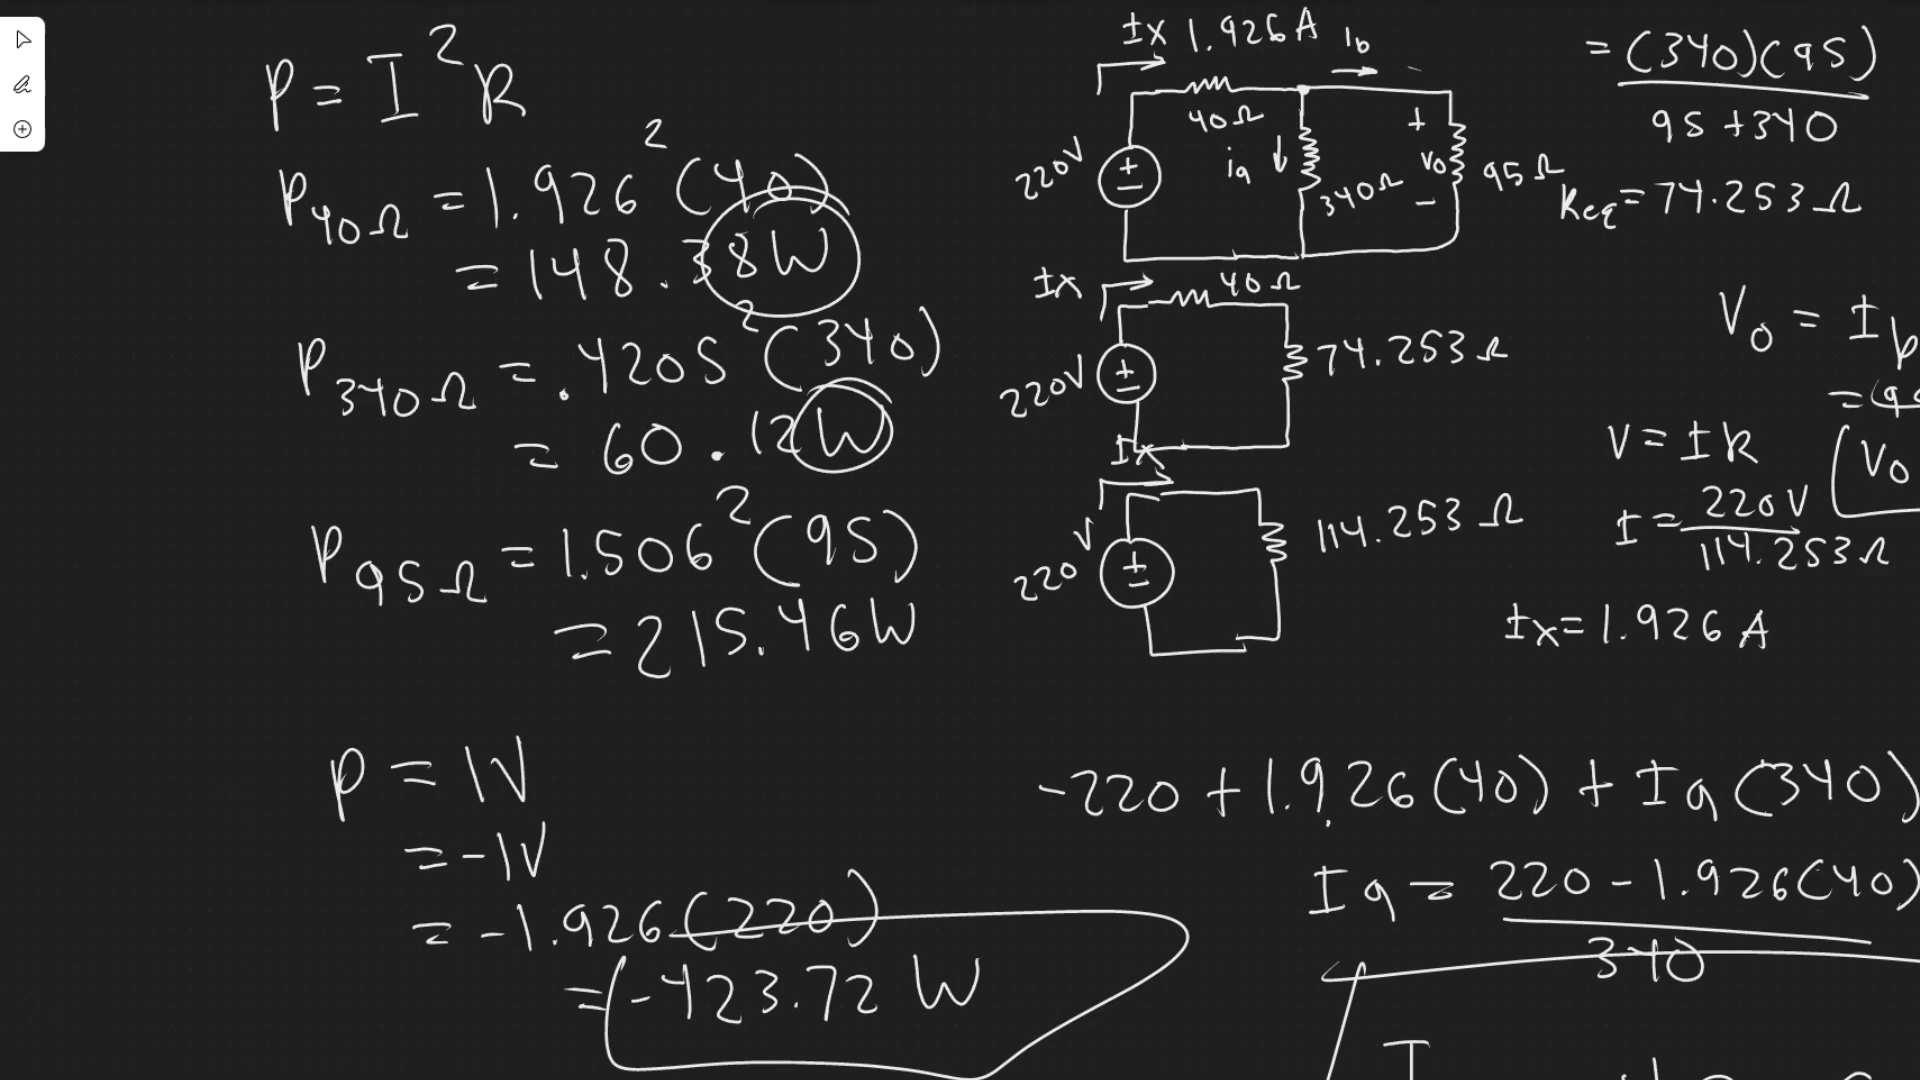 P = I²R
P40Ω = 1.926²(40)
= 148.38W
P340Ω = .4205²(340)
= 60.12W
P95Ω = 1.506²(95)
= 215.46W
P = IV
= -IV
= -1.926(220)
= -423.72 W
Ix 1.926A ib
40Ω
220V
ia
340Ω
+ Vo -
95Ω
Ix 40Ω
220V
74.253Ω
Ix
220V
114.253Ω
= (340)(95)
95+340
Req = 74.253Ω
Vo = Ib
V = IR
Vo
I = 220V
114.253Ω
Ix = 1.926A
-220 + 1.926(40) + Ia(340)
Ia = 220 - 1.926(40)
340